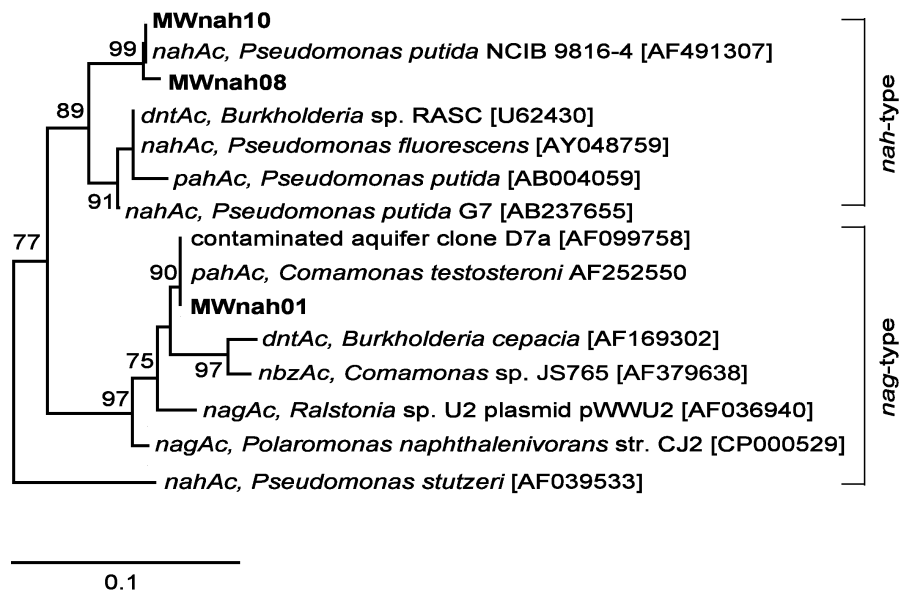 MWnah10
99
nahAc, Pseudomonas putida NCIB 9816-4 [AF491307]
MWnah08
89
dntAc, Burkholderia sp. RASC [U62430]
nahAc, Pseudomonas fluorescens [AY048759]
pahAc, Pseudomonas putida [AB004059]
91
nahAc, Pseudomonas putida G7 [AB237655]
nah-type
77
contaminated aquifer clone D7a [AF099758]
90
pahAc, Comamonas testosteroni AF252550
MWnah01
dntAc, Burkholderia cepacia [AF169302]
75
97
nbzAc, Comamonas sp. JS765 [AF379638]
97
nagAc, Ralstonia sp. U2 plasmid pWWU2 [AF036940]
nagAc, Polaromonas naphthalenivorans str. CJ2 [CP000529]
nahAc, Pseudomonas stutzeri [AF039533]
nag-type
0.1